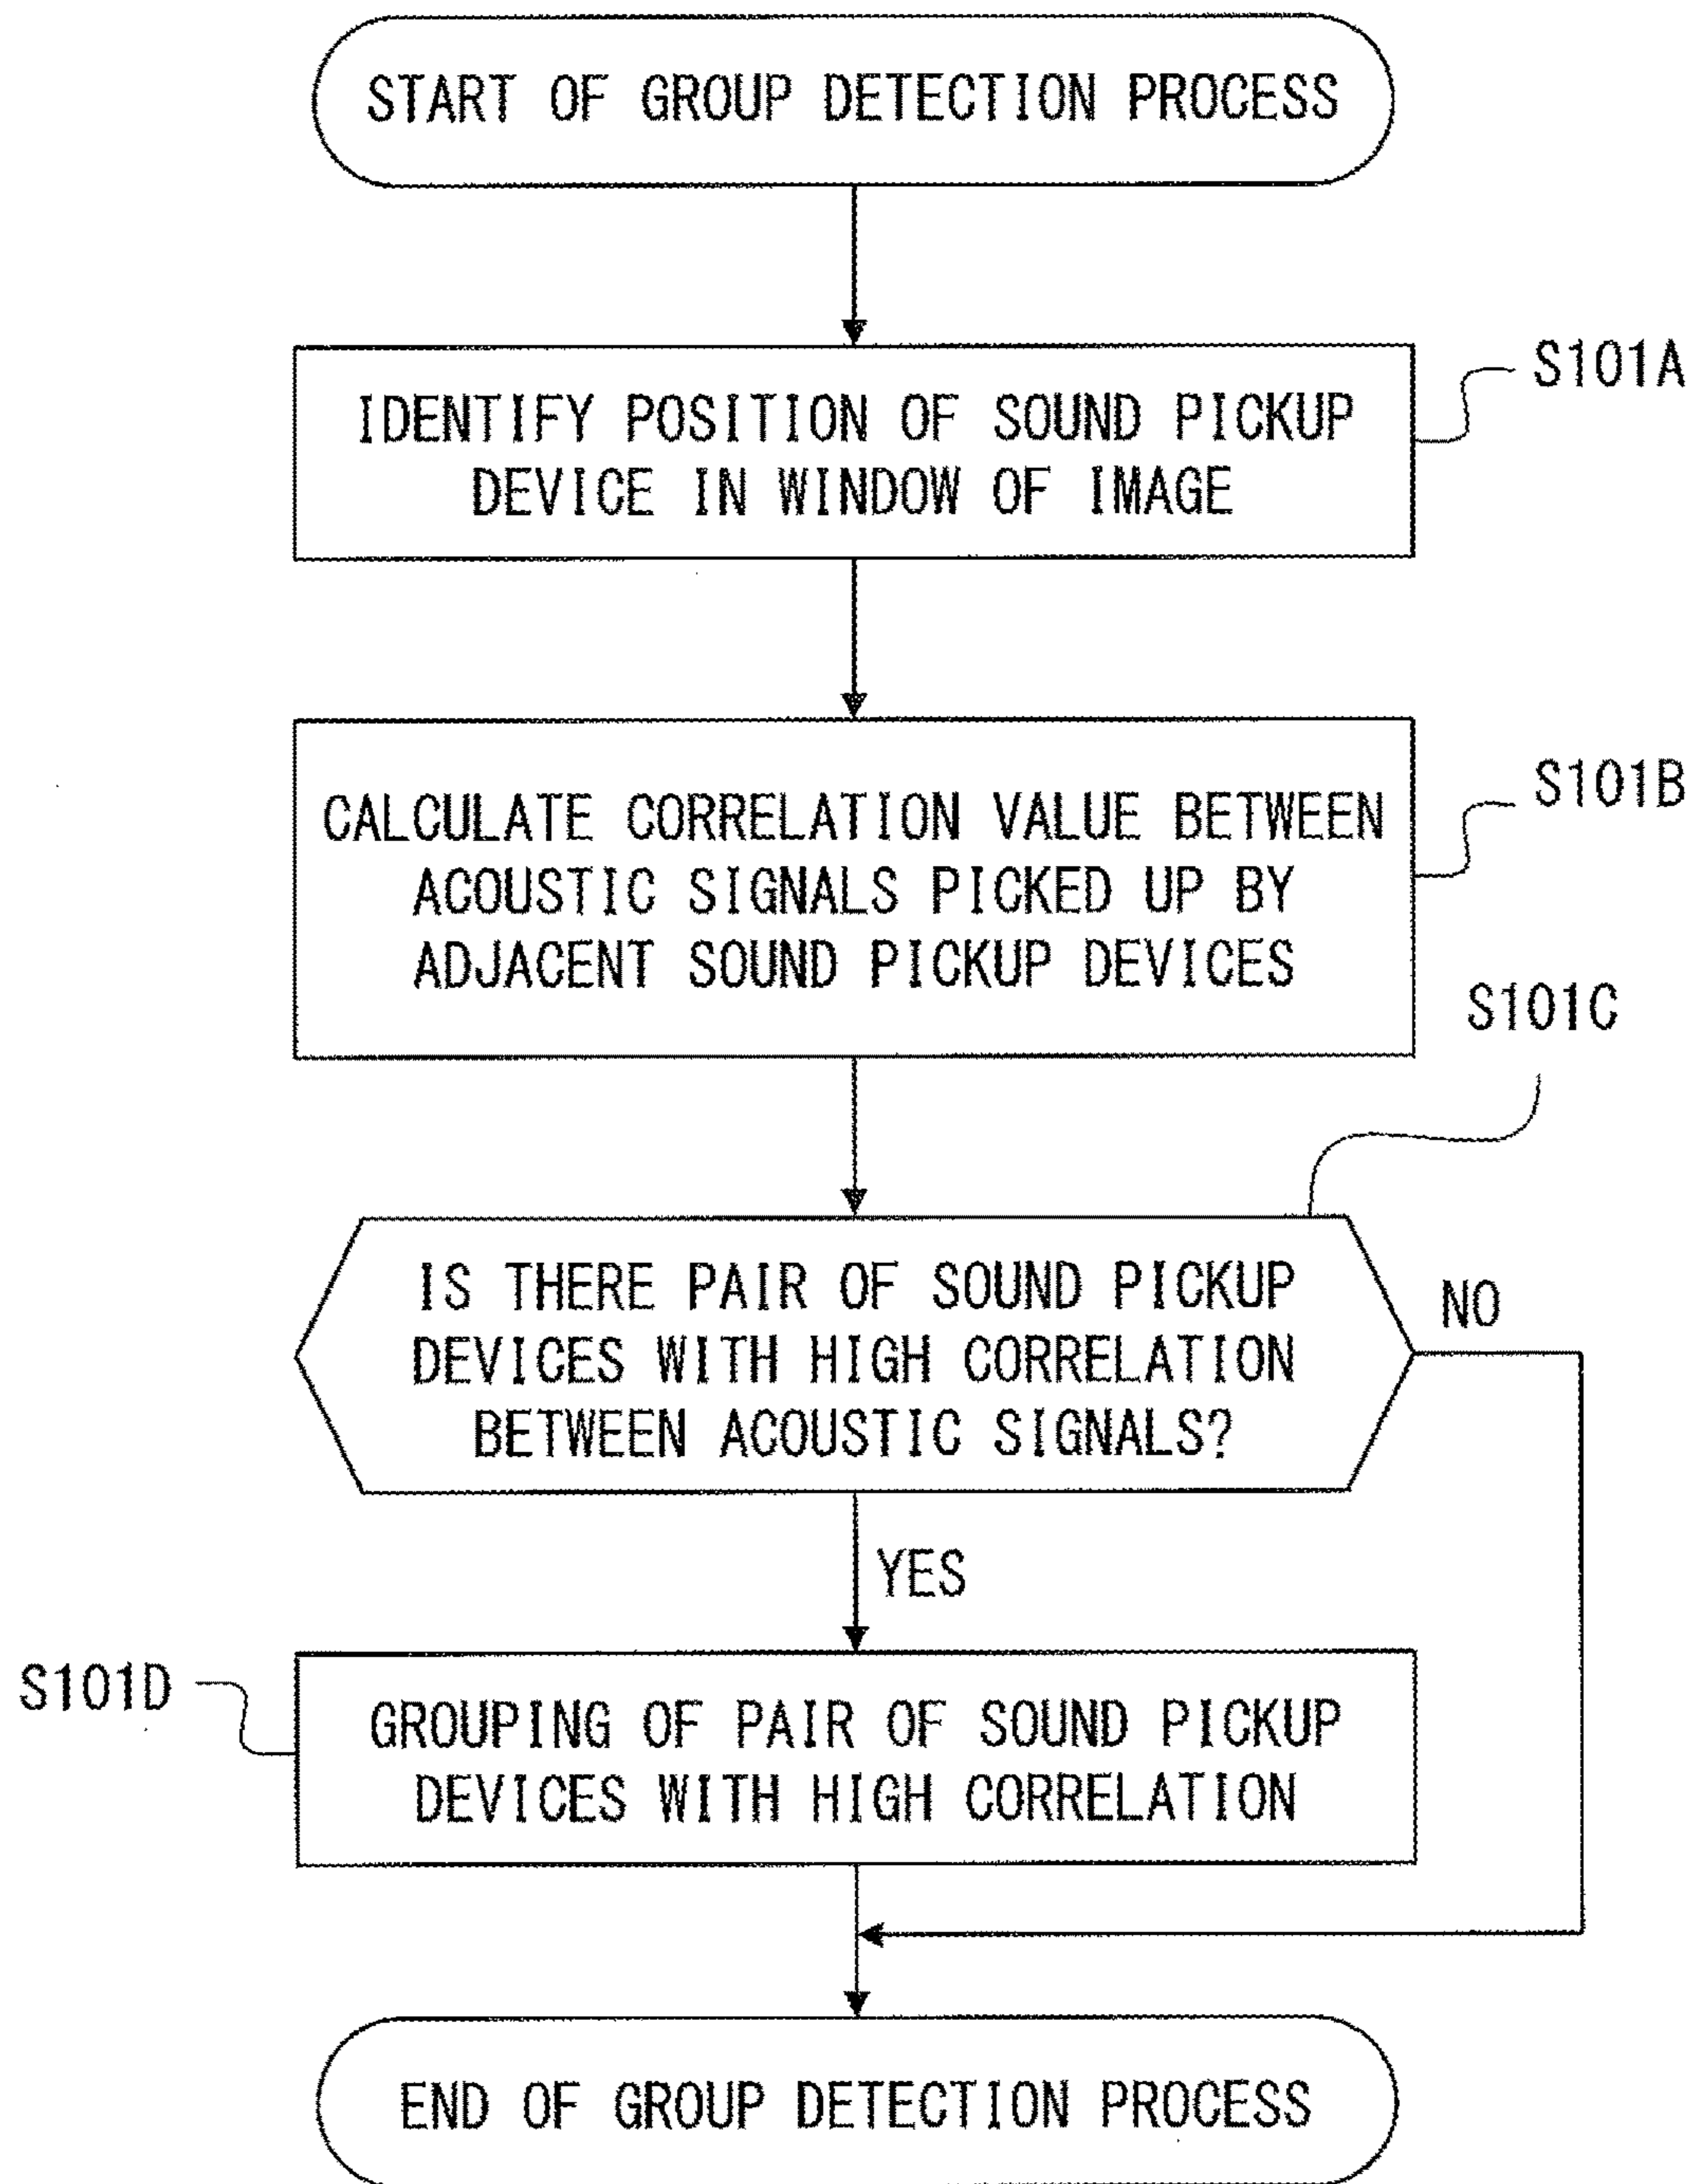 START OF GROUP DETECTION PROCESS
IDENTIFY POSITION OF SOUND PICKUP
DEVICE IN WINDOW OF IMAGE
S101A
CALCULATE CORRELATION VALUE BETWEEN
ACOUSTIC SIGNALS PICKED UP BY
ADJACENT SOUND PICKUP DEVICES
S101B
S101C
IS THERE PAIR OF SOUND PICKUP
DEVICES WITH HIGH CORRELATION
BETWEEN ACOUSTIC SIGNALS?
NO
YES
S101D
GROUPING OF PAIR OF SOUND PICKUP
DEVICES WITH HIGH CORRELATION
END OF GROUP DETECTION PROCESS